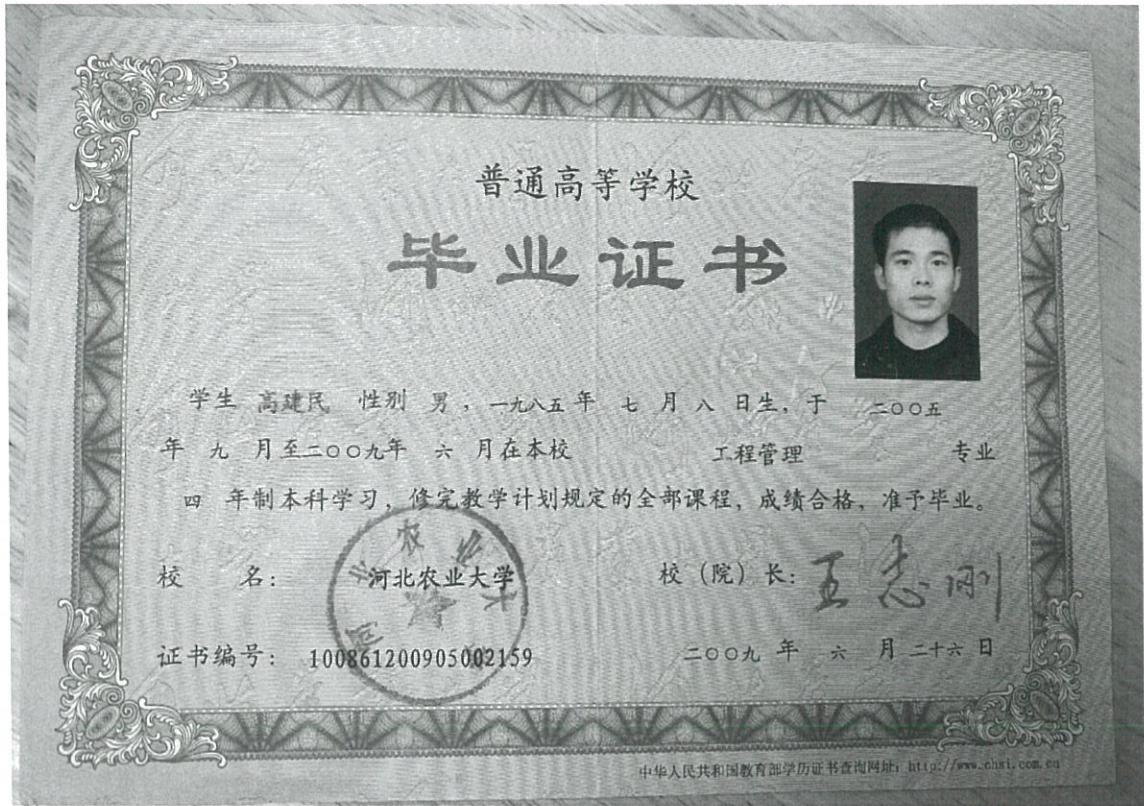 普通高等学校
毕业证书
学生 高建民 性别 男，一九八五年 七 月 八 日生，于 二〇〇五
年 九 月至二〇〇九年 六 月在本校 工程管理 专业
四 年制本科学习，修完教学计划规定的全部课程，成绩合格，准予毕业。
校 名： 河北农业大学 校（院）长：王志刚
证书编号： 100861200905002159 二〇〇九 年 六 月 二十六 日
中华人民共和国教育部学历证书查询网址：http://www.chsi.com.cn